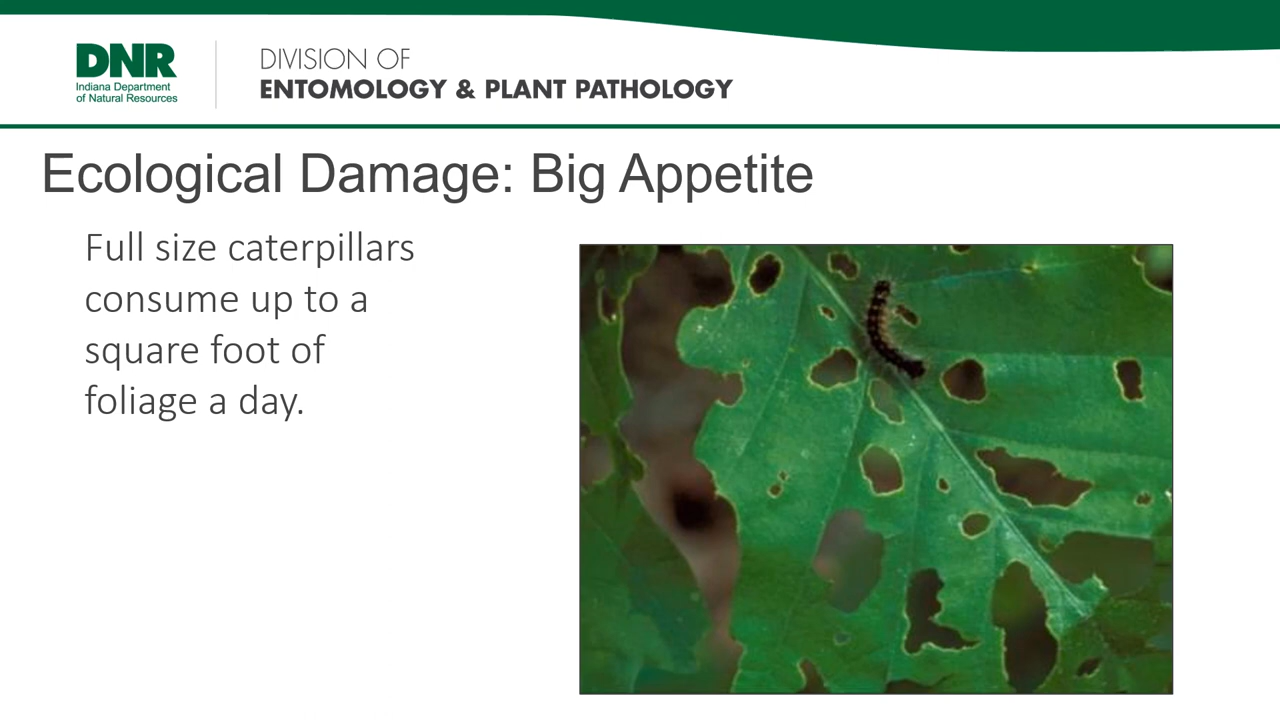 DNR
Indiana Department
of Natural Resources
DIVISION OF
ENTOMOLOGY & PLANT PATHOLOGY
Ecological Damage: Big Appetite
Full size caterpillars
consume up to a
square foot of
foliage a day.